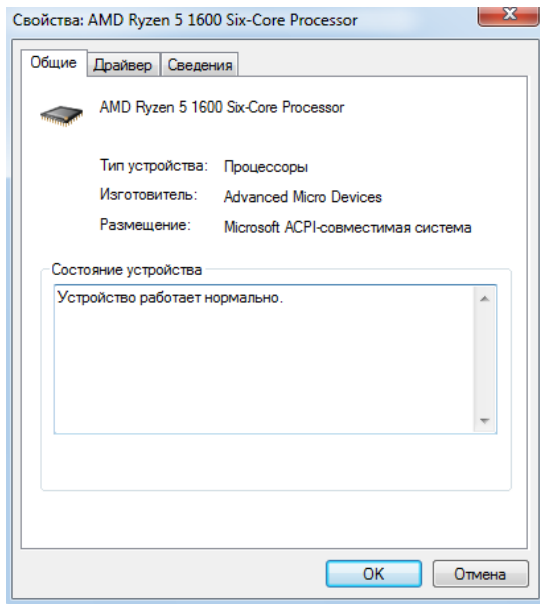 Свойства: AMD Ryzen 5 1600 Six-Core Processor
Общие Драйвер Сведения
AMD Ryzen 5 1600 Six-Core Processor
Тип устройства: Процессоры
Изготовитель: Advanced Micro Devices
Размещение: Microsoft ACPI-совместимая система
Состояние устройства
Устройство работает нормально.
OK Отмена